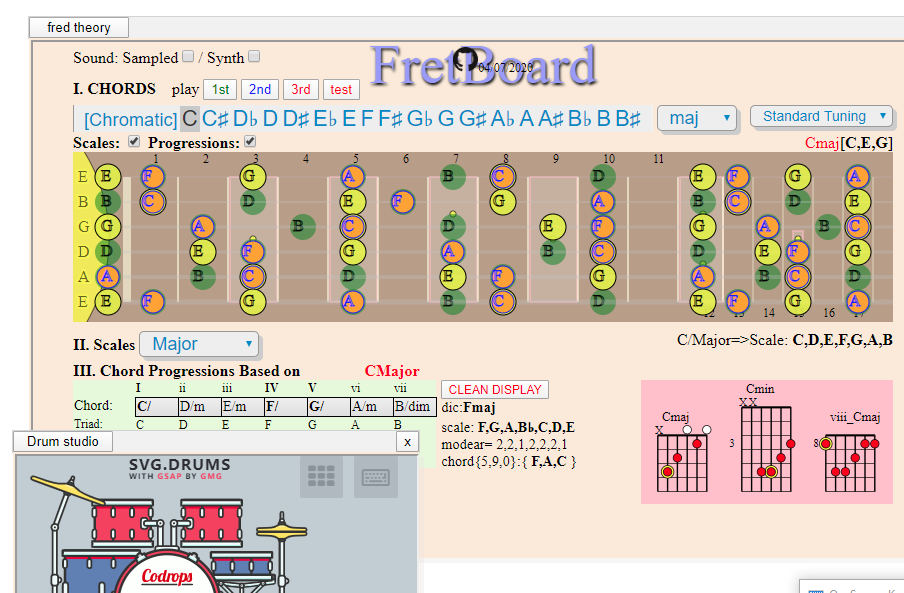 fred theory
Sound: Sampled / Synth
FretBoard
04/07/2020
I. CHORDS play 1st 2nd 3rd test
[Chromatic] C C♯ D♭ D D♯ E♭ E F F♯ G♭ G G♯ A♭ A A♯ B♭ B B♯ maj Standard Tuning
Scales: Progressions: Cmaj[C,E,G]
1 2 3 4 5 6 7 8 9 10 11
E E F G A B C D E F G A
B B C D E F G A B C D E
G G A B C D E F G A B C
D D E F G A B C D E F G
A A B C D E F G A B C D
E E F G A B C D E F G A
12 13 14 15 16 17
II. Scales Major C/Major=>Scale: C,D,E,F,G,A,B
III. Chord Progressions Based on CMajor
I ii iii IV V vi vii
Chord: C/ D/m E/m F/ G/ A/m B/dim
Triad: C D E F G A B
CLEAN DISPLAY
dic:Fmaj
scale: F,G,A,Bb,C,D,E
modear= 2,2,1,2,2,2,1
chord{5,9,0}:{ F,A,C }
Cmaj
X
Cmin
XX
3
viii_Cmaj
8
Drum studio x
SVG.DRUMS
WITH GSAP BY GMG
Codrops